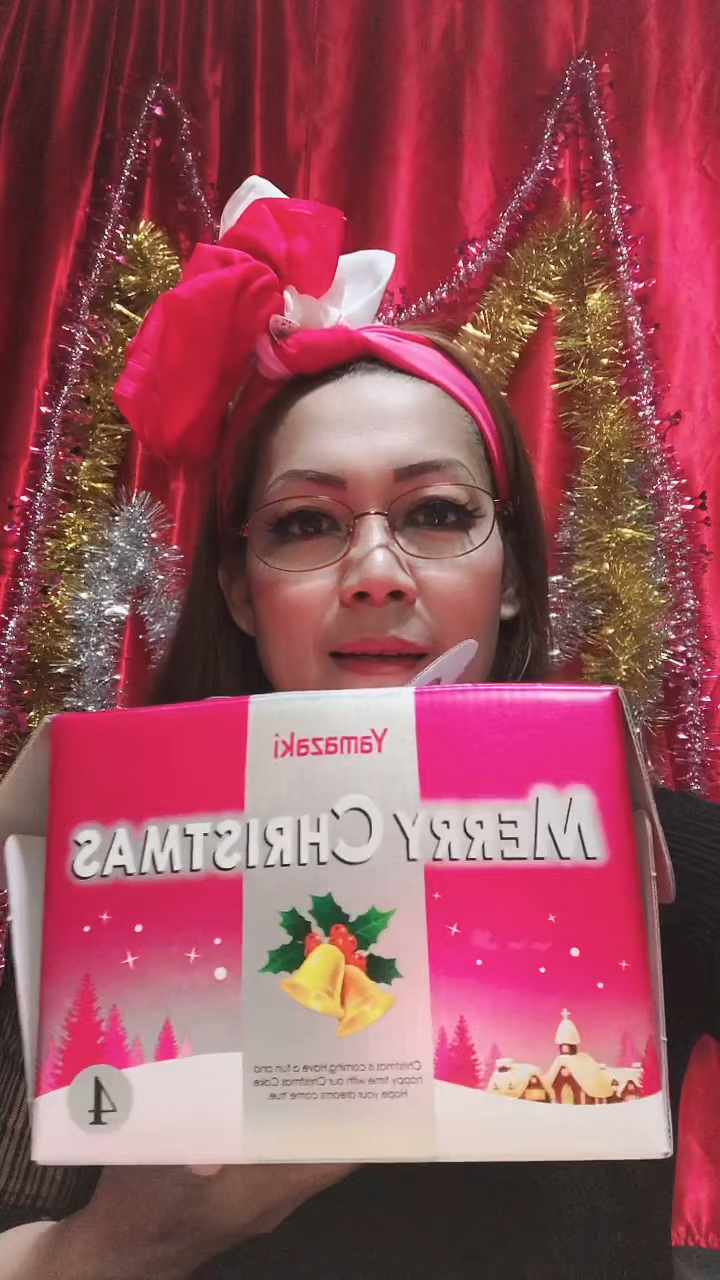 Yamazaki
MERRY CHRISTMAS
Christmas is coming.Have a fun and
happy time with our Christmas Cake.
Hope your dreams come true.
4